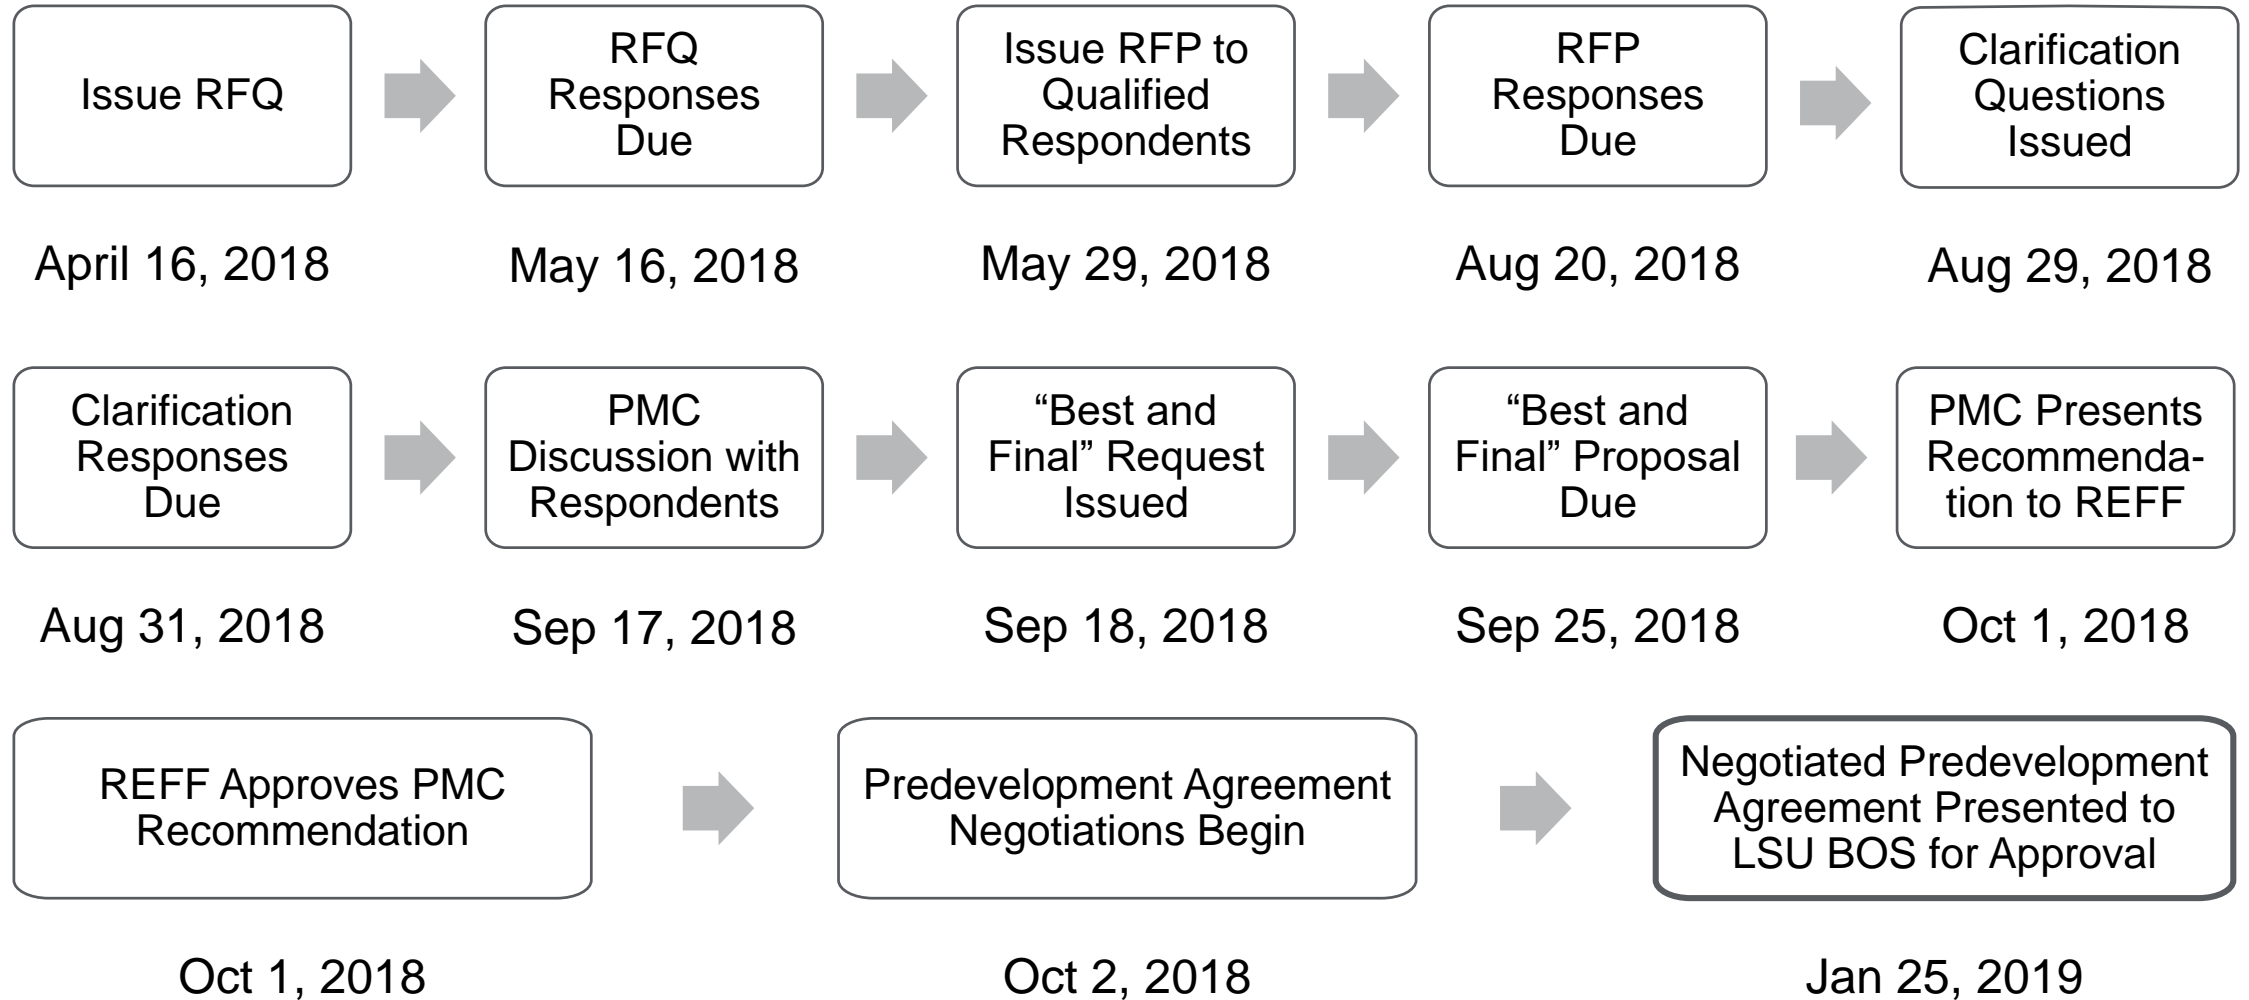 Issue RFQ
RFQ
Responses
Due
Issue RFP to
Qualified
Respondents
RFP
Responses
Due
Clarification
Questions
Issued
April 16, 2018
May 16, 2018
May 29, 2018
Aug 20, 2018
Aug 29, 2018
Clarification
Responses
Due
PMC
Discussion with
Respondents
“Best and
Final” Request
Issued
“Best and
Final” Proposal
Due
PMC Presents
Recommenda-
tion to REFF
Aug 31, 2018
Sep 17, 2018
Sep 18, 2018
Sep 25, 2018
Oct 1, 2018
REFF Approves PMC
Recommendation
Predevelopment Agreement
Negotiations Begin
Negotiated Predevelopment
Agreement Presented to
LSU BOS for Approval
Oct 1, 2018
Oct 2, 2018
Jan 25, 2019